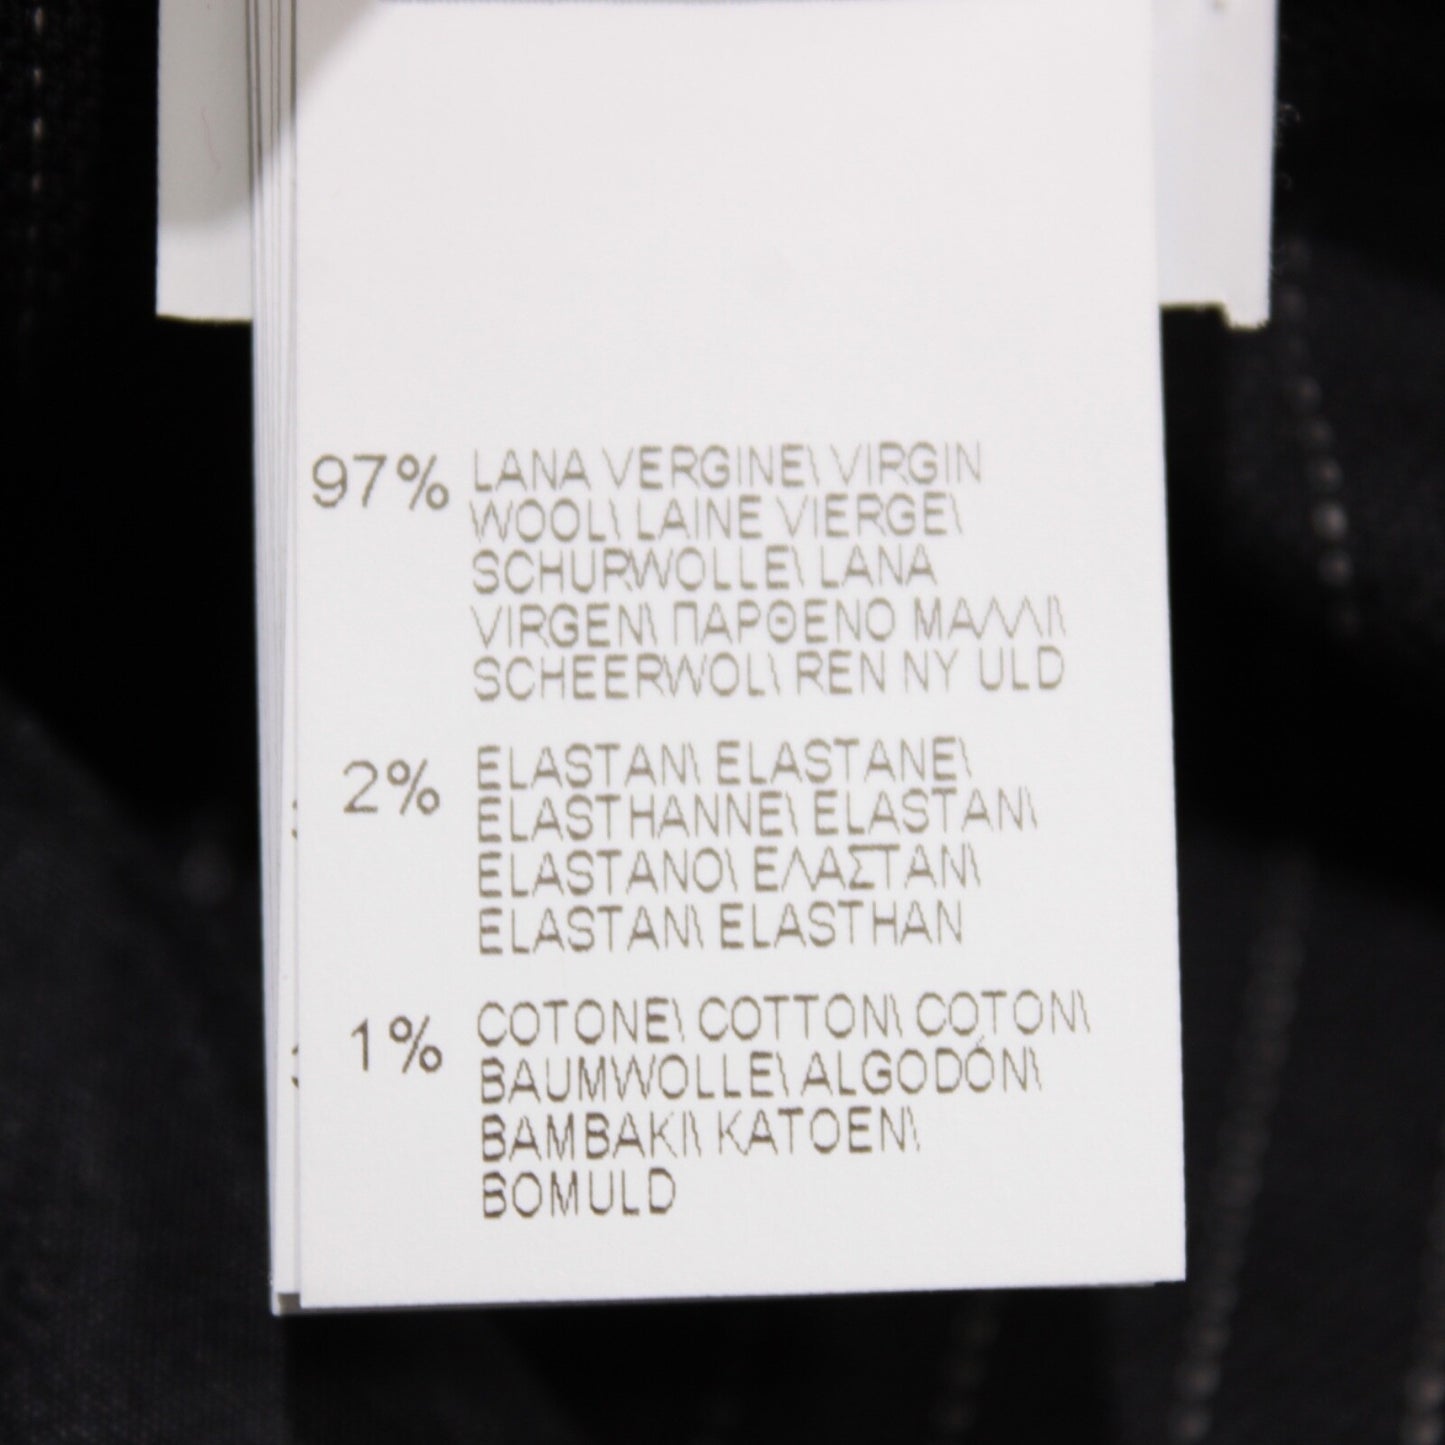 97% LANA VERGINE\ VIRGIN
WOOL\ LAINE VIERGE\
SCHURWOLLE\ LANA
VIRGEN\ ΠΑΡΘΕΝΟ ΜΑΛΛΙ\
SCHEERWOL\ REN NY ULD
2% ELASTAN\ ELASTANE\
ELASTHANNE\ ELASTAN\
ELASTANO\ ΕΛΑΣΤΑΝ\
ELASTAN\ ELASTHAN
1% COTONE\ COTTON\ COTON\
BAUMWOLLE\ ALGODÓN\
BAMBAKI\ KATOEN\
BOMULD